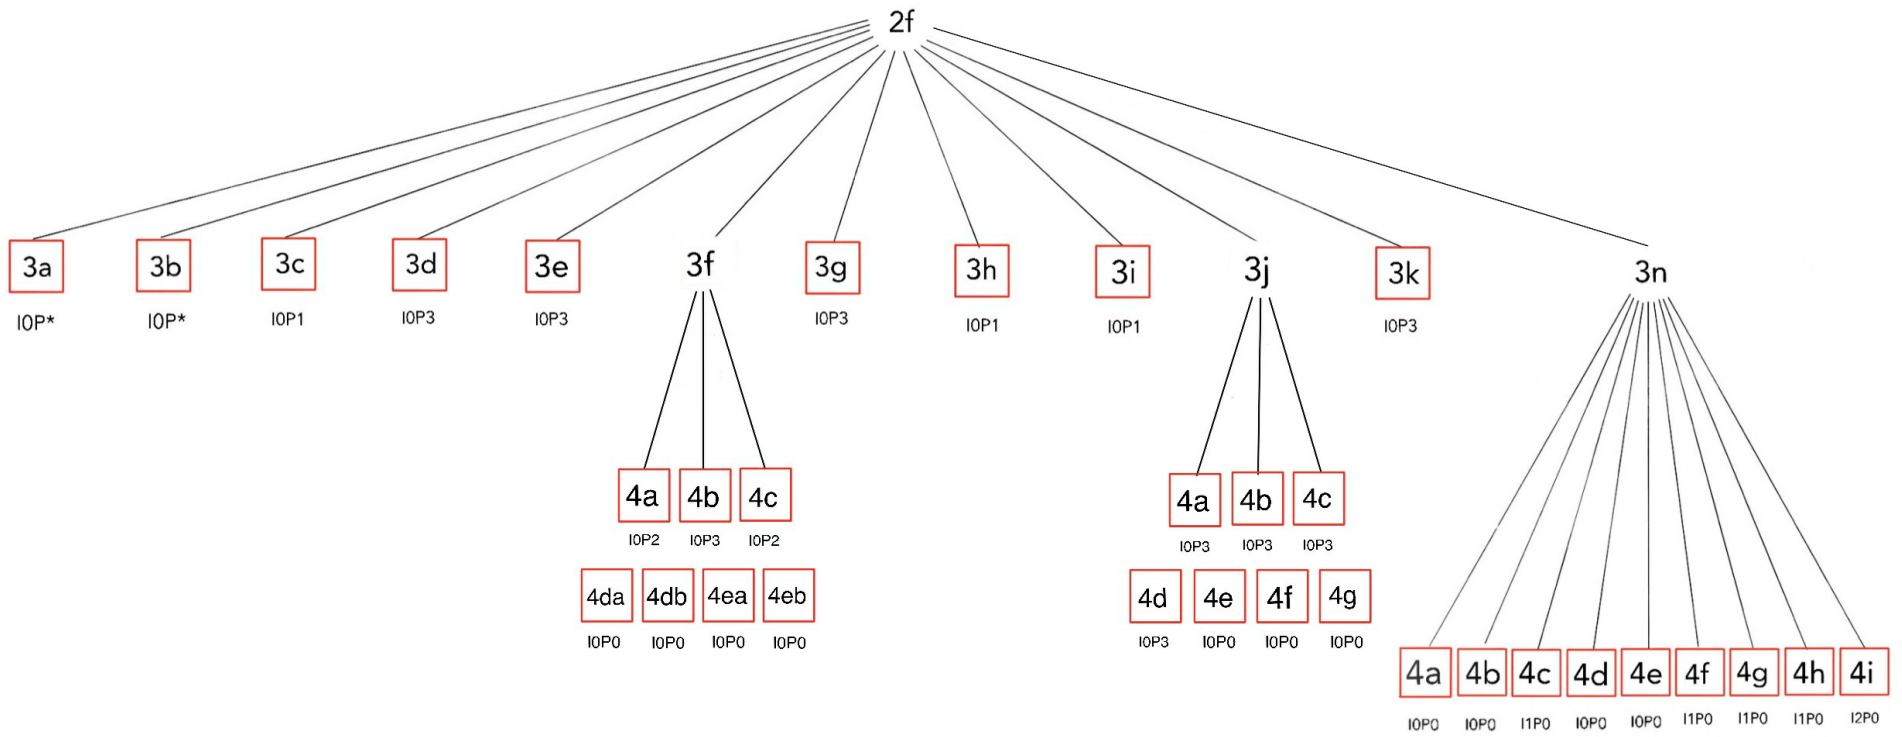 2f
3a 3b 3c 3d 3e 3f 3g 3h 3i 3j 3k 3n
I0P* I0P* I0P1 I0P3 I0P3 I0P3 I0P1 I0P1 I0P3
4a 4b 4c 4a 4b 4c
I0P2 I0P3 I0P2 I0P3 I0P3 I0P3
4da 4db 4ea 4eb 4d 4e 4f 4g
I0P0 I0P0 I0P0 I0P0 I0P3 I0P0 I0P0 I0P0
4a 4b 4c 4d 4e 4f 4g 4h 4i
I0P0 I0P0 I1P0 I0P0 I0P0 I1P0 I1P0 I1P0 I2P0